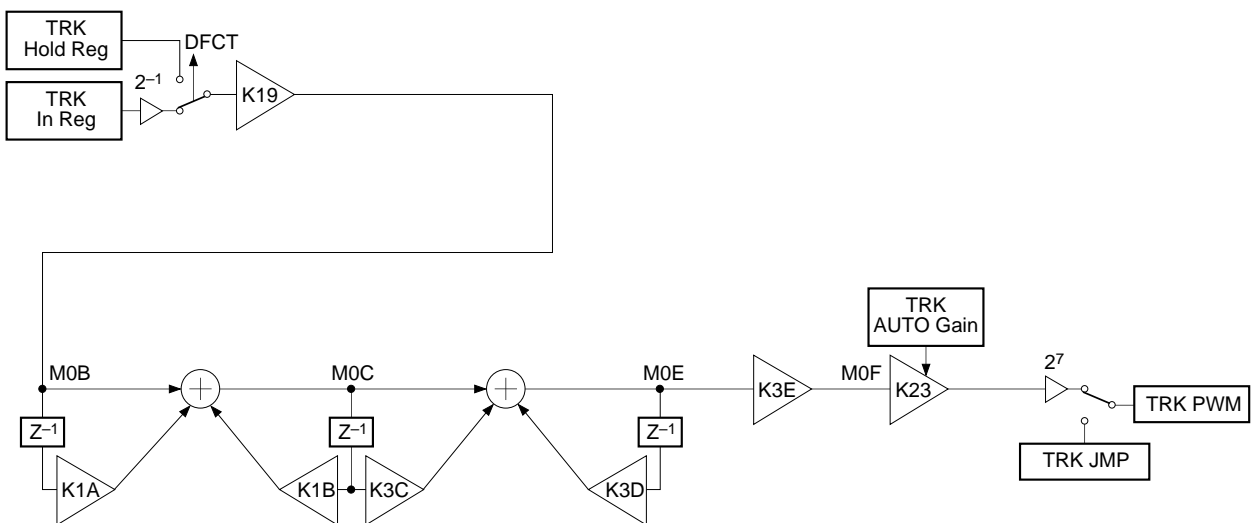 TRK
Hold Reg
DFCT
2–1
TRK
In Reg
K19
TRK
AUTO Gain
M0B
M0C
M0E
K3E
M0F
K23
27
TRK PWM
Z–1
Z–1
Z–1
TRK JMP
K1A
K1B
K3C
K3D